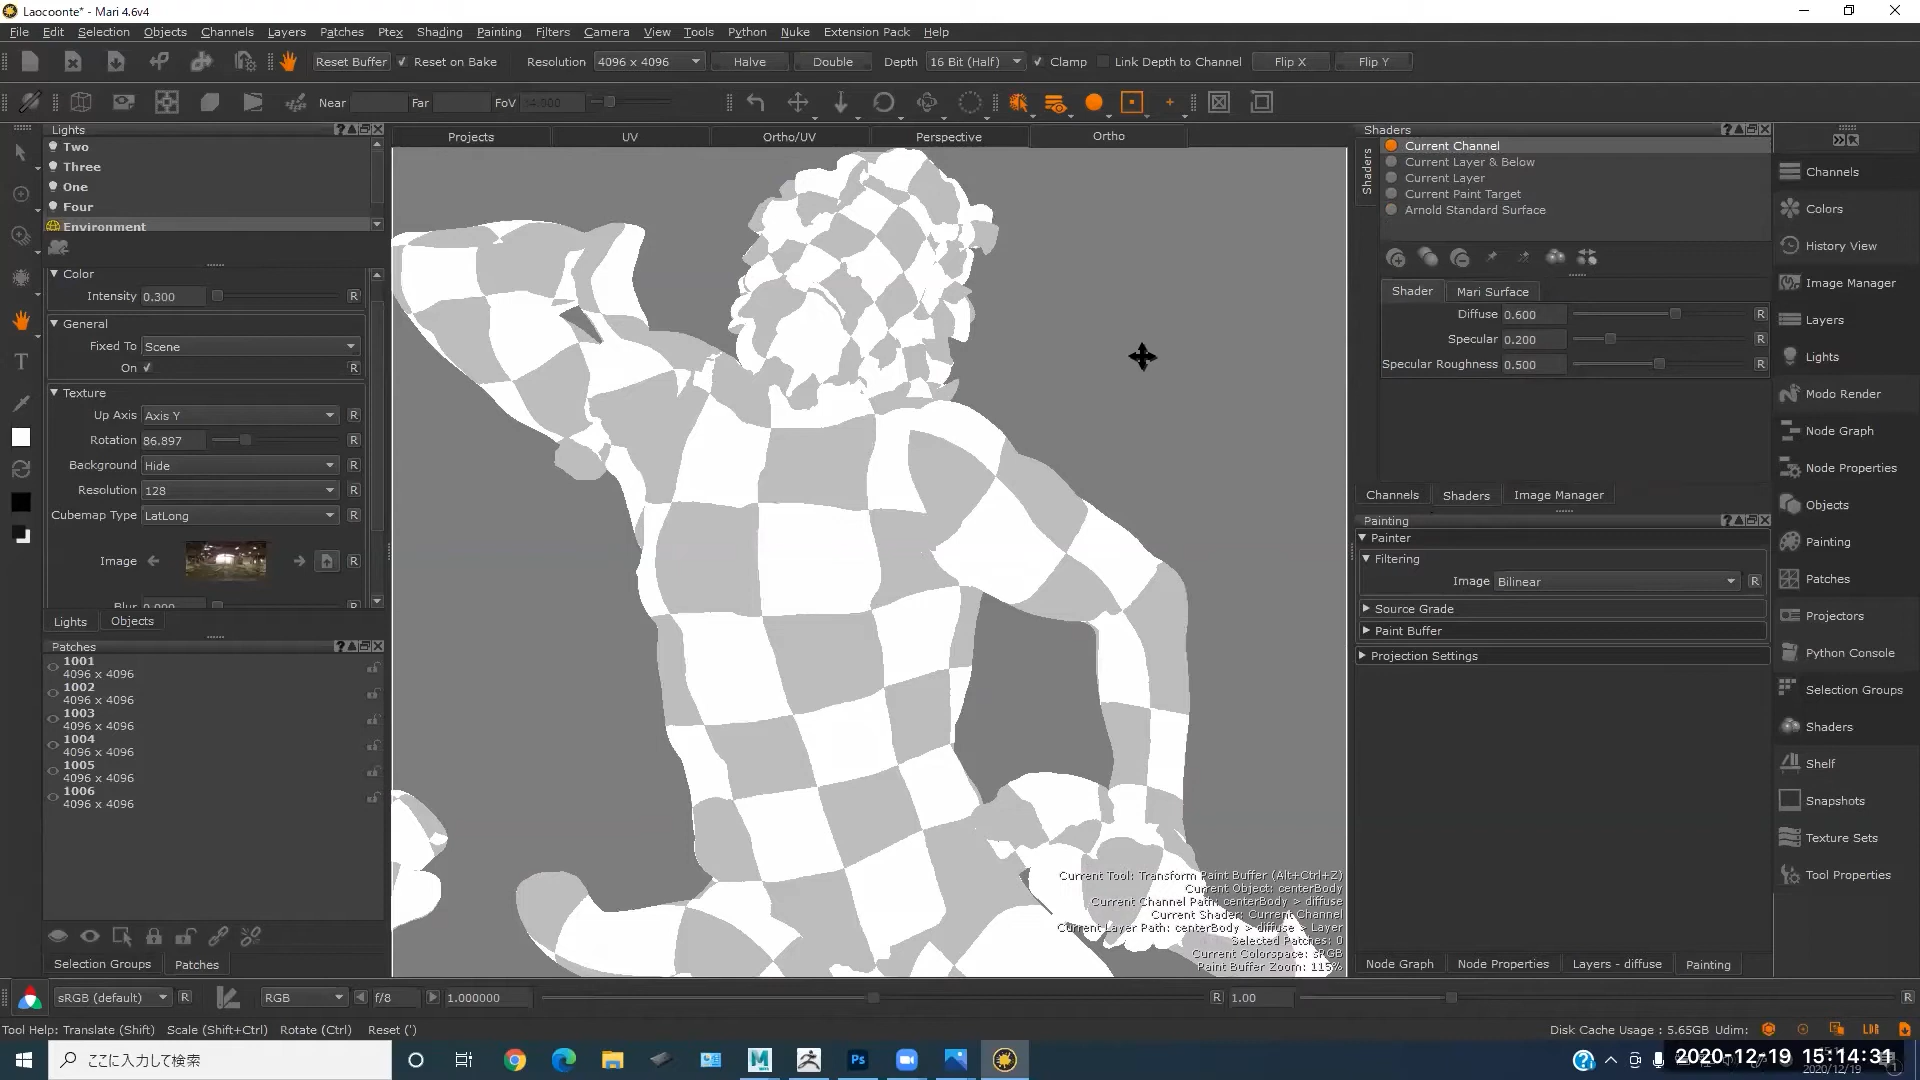 Laocoonte* - Mari 4.6v4
File Edit Selection Objects Channels Layers Patches Ptex Shading Painting Filters Camera View Tools Python Nuke Extension Pack Help
Reset Buffer Reset on Bake Resolution 4096 x 4096 Halve Double Depth 16 Bit (Half) Clamp Link Depth to Channel Flip X Flip Y
Near Far FoV
Lights
Two
Three
One
Four
Environment
Color
Intensity 0.300 R
General
Fixed To Scene
On R
Texture
Up Axis Axis Y R
Rotation 86.897 R
Background Hide R
Resolution 128 R
Cubemap Type LatLong R
Image R
Blur 0.000 R
Lights Objects
Patches
1001
4096 x 4096
1002
4096 x 4096
1003
4096 x 4096
1004
4096 x 4096
1005
4096 x 4096
1006
4096 x 4096
Selection Groups Patches
Projects UV Ortho/UV Perspective Ortho
Current Tool: Transform Paint Buffer (Alt+Ctrl+Z)
Current Object: centerBody
Current Channel Path: centerBody > diffuse
Current Shader: Current Channel
Current Layer Path: centerBody > diffuse > Layer
Selected Patches: 0
Current Colorspace: sRGB
Paint Buffer Zoom: 115%
Shaders
Shaders
Current Channel
Current Layer & Below
Current Layer
Current Paint Target
Arnold Standard Surface
Shader Mari Surface
Diffuse 0.600 R
Specular 0.200 R
Specular Roughness 0.500 R
Channels Shaders Image Manager
Painting
Painter
Filtering
Image Bilinear R
Source Grade
Paint Buffer
Projection Settings
Node Graph Node Properties Layers - diffuse Painting
Channels
Colors
History View
Image Manager
Layers
Lights
Modo Render
Node Graph
Node Properties
Objects
Painting
Patches
Projectors
Python Console
Selection Groups
Shaders
Shelf
Snapshots
Texture Sets
Tool Properties
sRGB (default) R RGB f/8 1.000000 R 1.00 R
Tool Help: Translate (Shift) Scale (Shift+Ctrl) Rotate (Ctrl) Reset (') Disk Cache Usage : 5.65GB Udim: LDR
ここに入力して検索
2020-12-19 15:14:31
2020/12/19